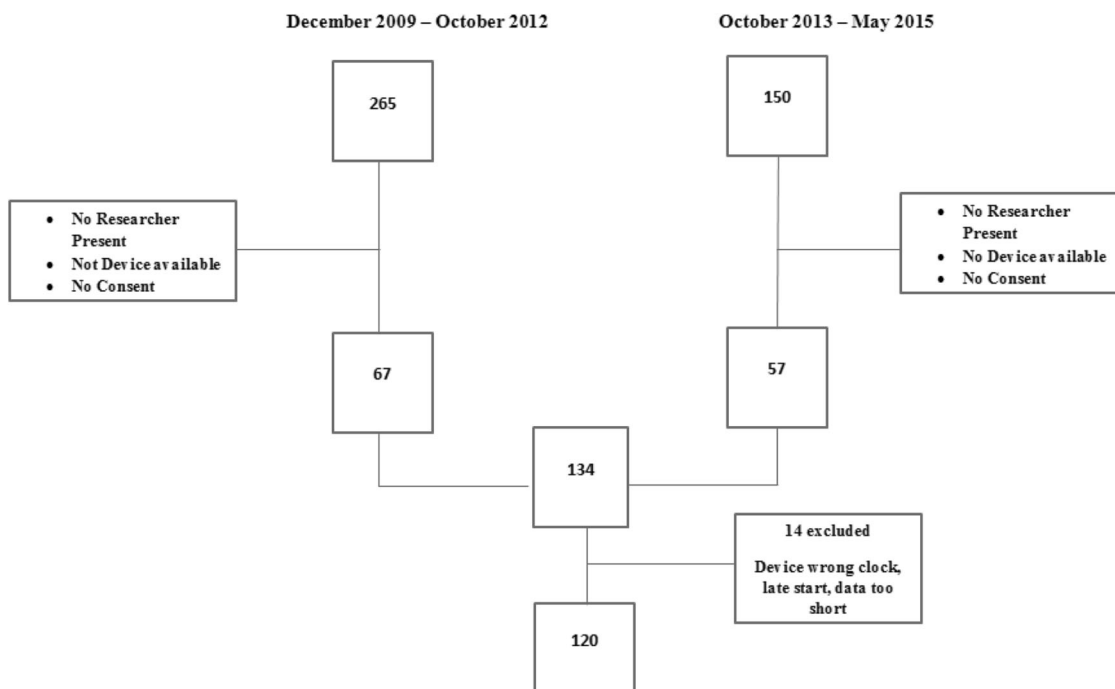 December 2009 – October 2012
October 2013 – May 2015
265
150
• No Researcher
Present
• Not Device available
• No Consent
• No Researcher
Present
• No Device available
• No Consent
67
57
134
14 excluded
Device wrong clock,
late start, data too
short
120